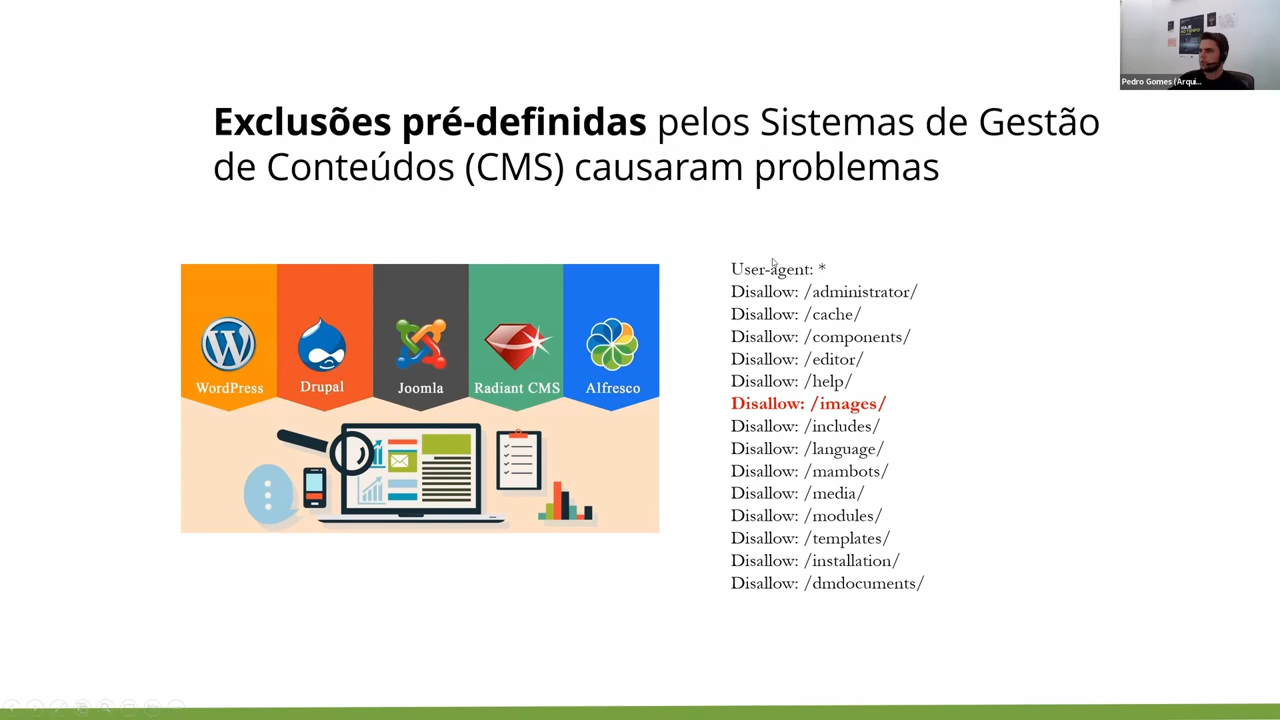 Exclusões pré-definidas pelos Sistemas de Gestão
de Conteúdos (CMS) causaram problemas
WordPress
Drupal
Joomla
Radiant CMS
Alfresco
User-agent: *
Disallow: /administrator/
Disallow: /cache/
Disallow: /components/
Disallow: /editor/
Disallow: /help/
Disallow: /images/
Disallow: /includes/
Disallow: /language/
Disallow: /mambots/
Disallow: /media/
Disallow: /modules/
Disallow: /templates/
Disallow: /installation/
Disallow: /dmdocuments/
Pedro Gomes (Arqui...